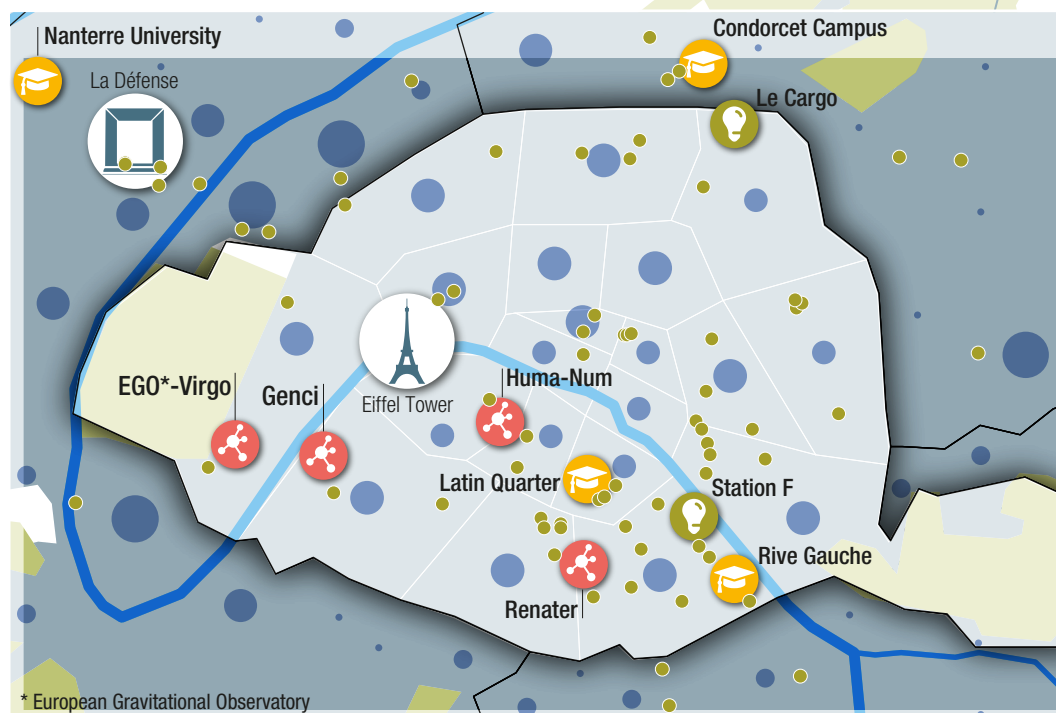 Nanterre University
Condorcet Campus
La Défense
Le Cargo
EGO*-Virgo
Genci
Eiffel Tower
Huma-Num
Latin Quarter
Station F
Rive Gauche
Renater
* European Gravitational Observatory